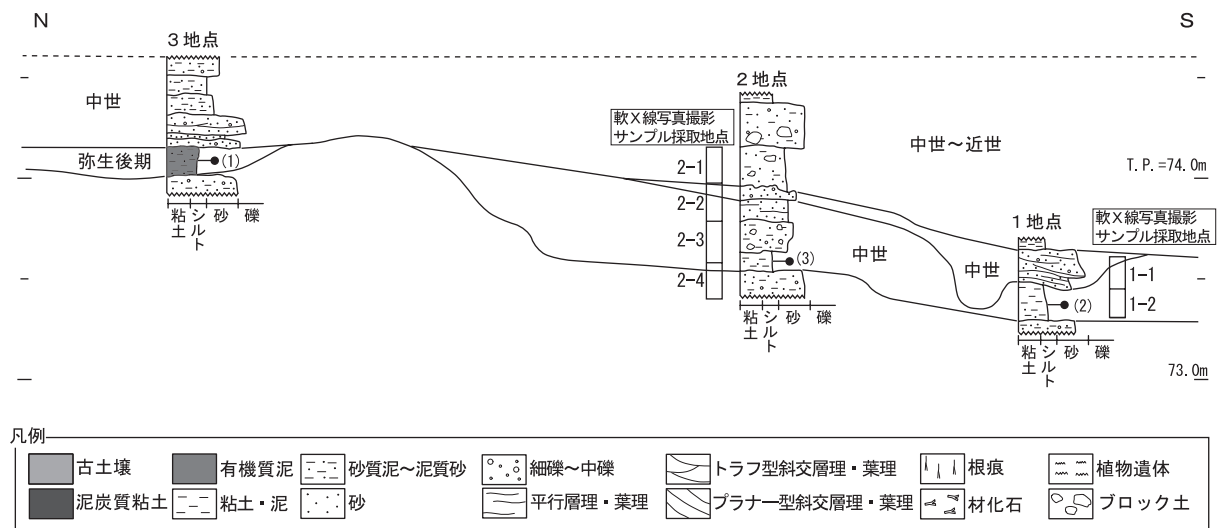 N
S
3地点
中世
弥生後期
(1)
粘土 シルト 砂 礫
2地点
軟X線写真撮影
サンプル採取地点
2-1
2-2
2-3
2-4
(3)
粘土 シルト 砂 礫
中世~近世
T.P.=74.0m
中世
中世
1地点
軟X線写真撮影
サンプル採取地点
1-1
1-2
(2)
粘土 シルト 砂 礫
73.0m
凡例
古土壌
有機質泥
砂質泥~泥質砂
細礫~中礫
トラフ型斜交層理・葉理
根痕
植物遺体
泥炭質粘土
粘土・泥
砂
平行層理・葉理
プラナー型斜交層理・葉理
材化石
ブロック土